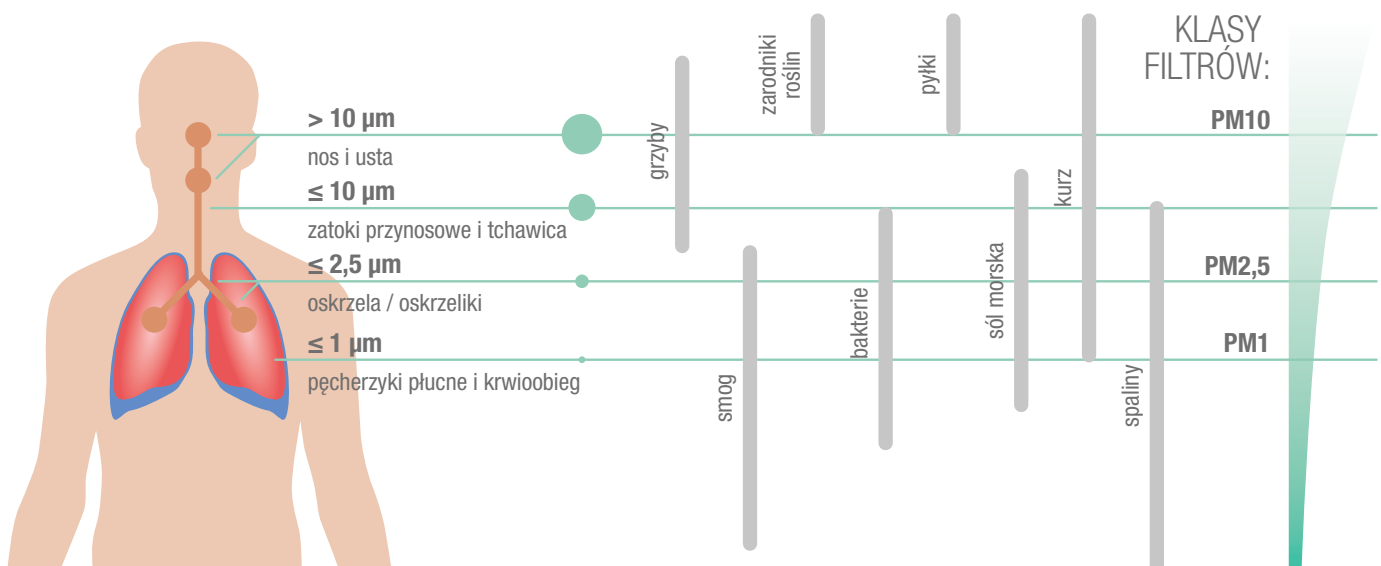 > 10 µm
nos i usta
≤ 10 µm
zatoki przynosowe i tchawica
≤ 2,5 µm
oskrzela / oskrzeliki
≤ 1 µm
pęcherzyki płucne i krwioobieg
grzyby
smog
zarodniki
roślin
bakterie
pyłki
sól morska
kurz
spaliny
KLASY
FILTRÓW:
PM10
PM2,5
PM1